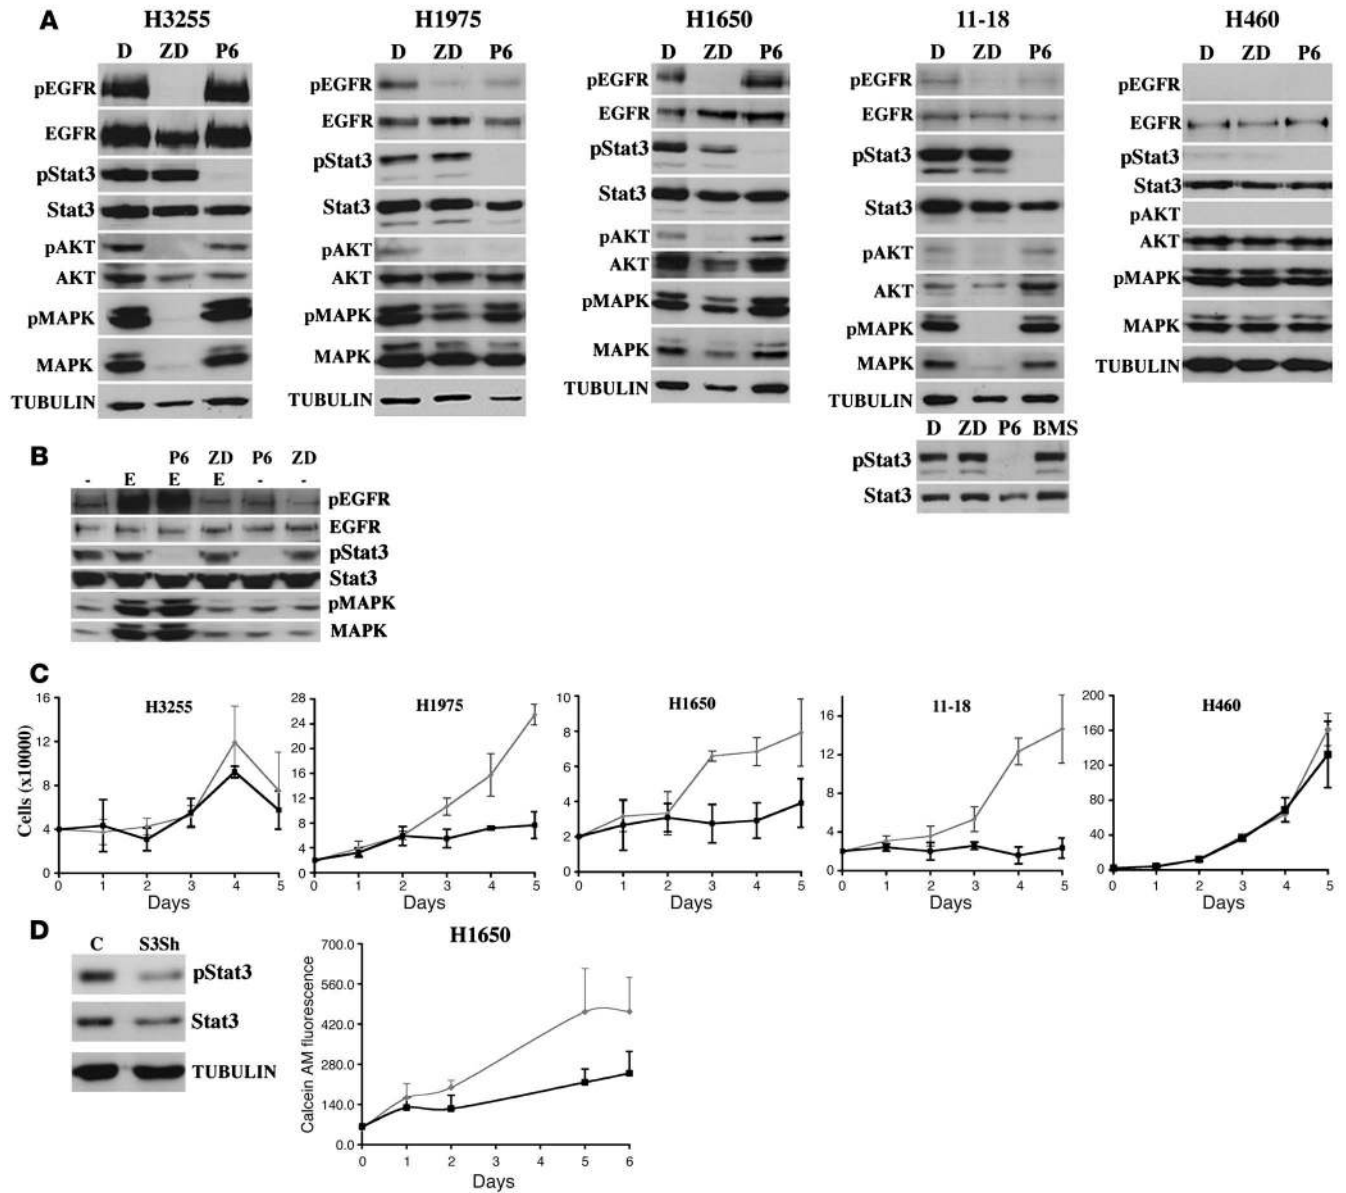 A
H3255
D ZD P6
pEGFR
EGFR
pStat3
Stat3
pAKT
AKT
pMAPK
MAPK
TUBULIN
H1975
D ZD P6
pEGFR
EGFR
pStat3
Stat3
pAKT
AKT
pMAPK
MAPK
TUBULIN
H1650
D ZD P6
pEGFR
EGFR
pStat3
Stat3
pAKT
AKT
pMAPK
MAPK
TUBULIN
11-18
D ZD P6
pEGFR
EGFR
pStat3
Stat3
pAKT
AKT
pMAPK
MAPK
TUBULIN
D ZD P6 BMS
pStat3
Stat3
H460
D ZD P6
pEGFR
EGFR
pStat3
Stat3
pAKT
AKT
pMAPK
MAPK
TUBULIN
B
P6 ZD P6 ZD
- E E E - -
pEGFR
EGFR
pStat3
Stat3
pMAPK
MAPK
C
Cells (x10000)
H3255
16
12
8
4
0
0 1 2 3 4 5
Days
H1975
28
24
20
16
12
8
4
0
0 1 2 3 4 5
Days
H1650
10
8
6
4
2
0
0 1 2 3 4 5
Days
11-18
16
12
8
4
0
0 1 2 3 4 5
Days
H460
200
160
120
80
40
0
0 1 2 3 4 5
Days
D
C S3Sh
pStat3
Stat3
TUBULIN
H1650
Calcein AM fluorescence
700.0
560.0
420.0
280.0
140.0
0.0
0 1 2 3 4 5 6
Days